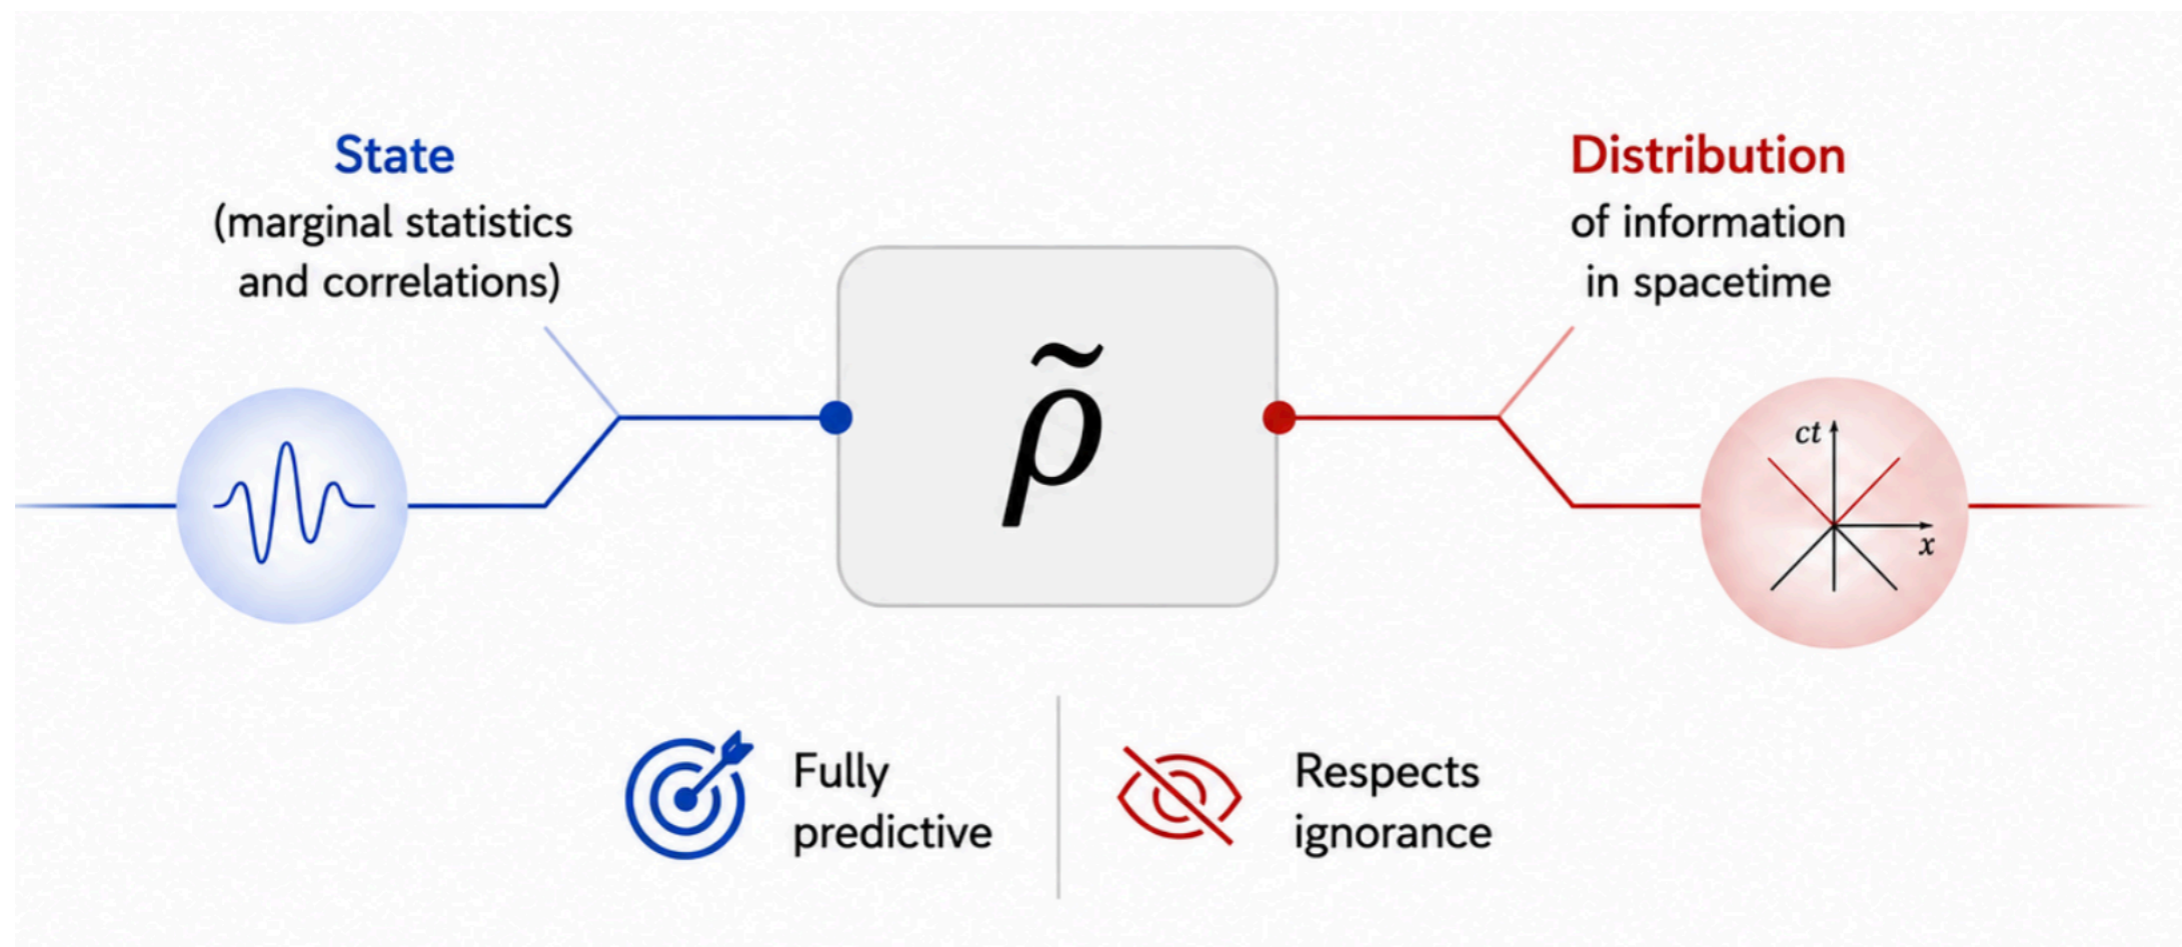 State
(marginal statistics
and correlations)
Distribution
of information
in spacetime
ρ̃
ct
x
Fully
predictive
Respects
ignorance